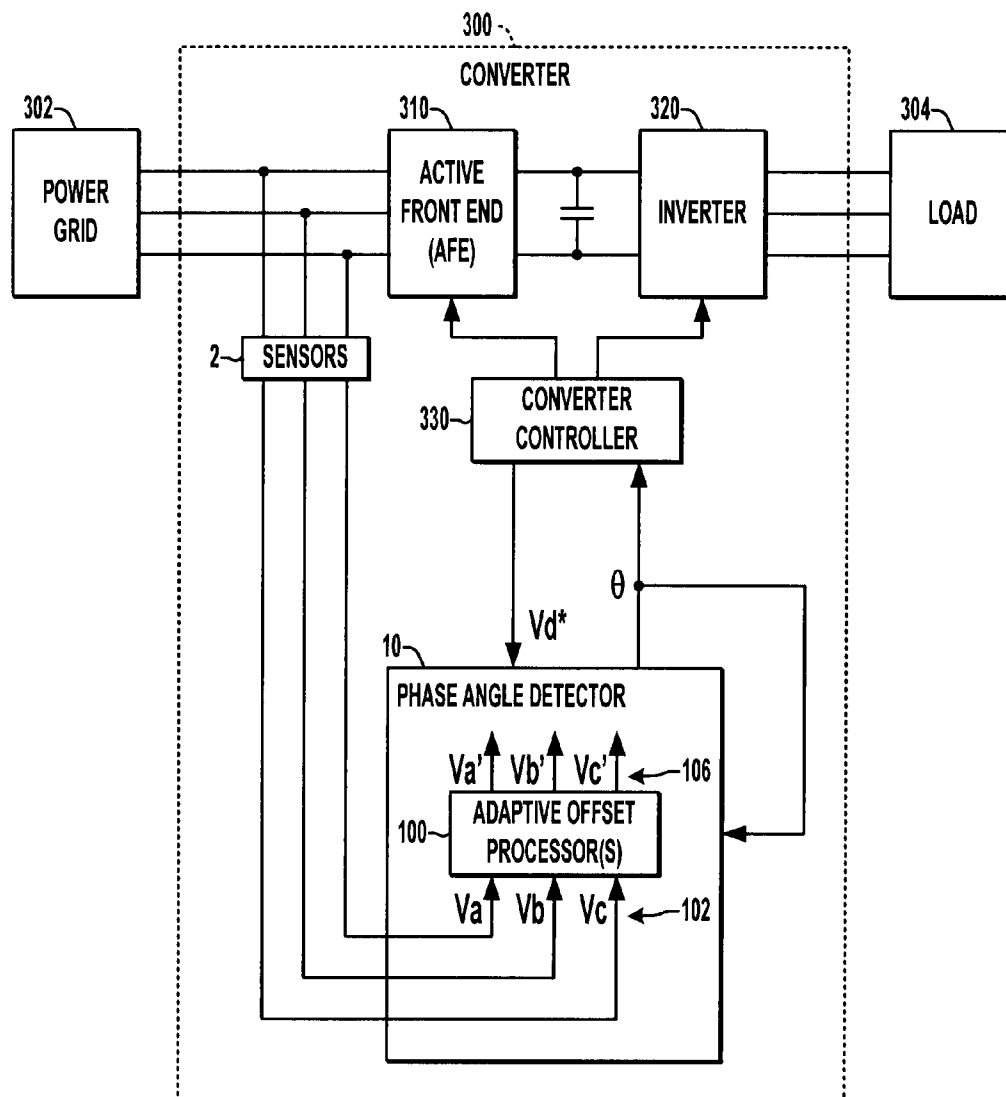 300
CONVERTER
302
310
320
304
POWER
GRID
ACTIVE
FRONT END
(AFE)
INVERTER
LOAD
2
SENSORS
330
CONVERTER
CONTROLLER
θ
Vd*
10
PHASE ANGLE DETECTOR
Va' Vb' Vc'
106
100
ADAPTIVE OFFSET
PROCESSOR(S)
Va Vb Vc
102